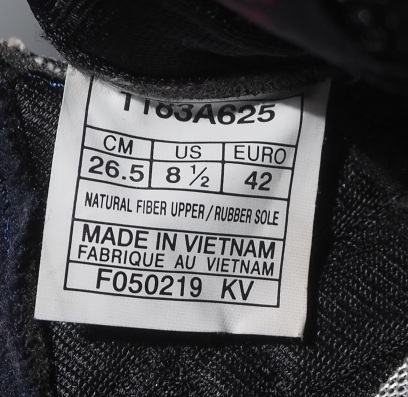 1183A625
CM US EURO
26.5 8 ½ 42
NATURAL FIBER UPPER / RUBBER SOLE
MADE IN VIETNAM
FABRIQUE AU VIETNAM
F050219 KV